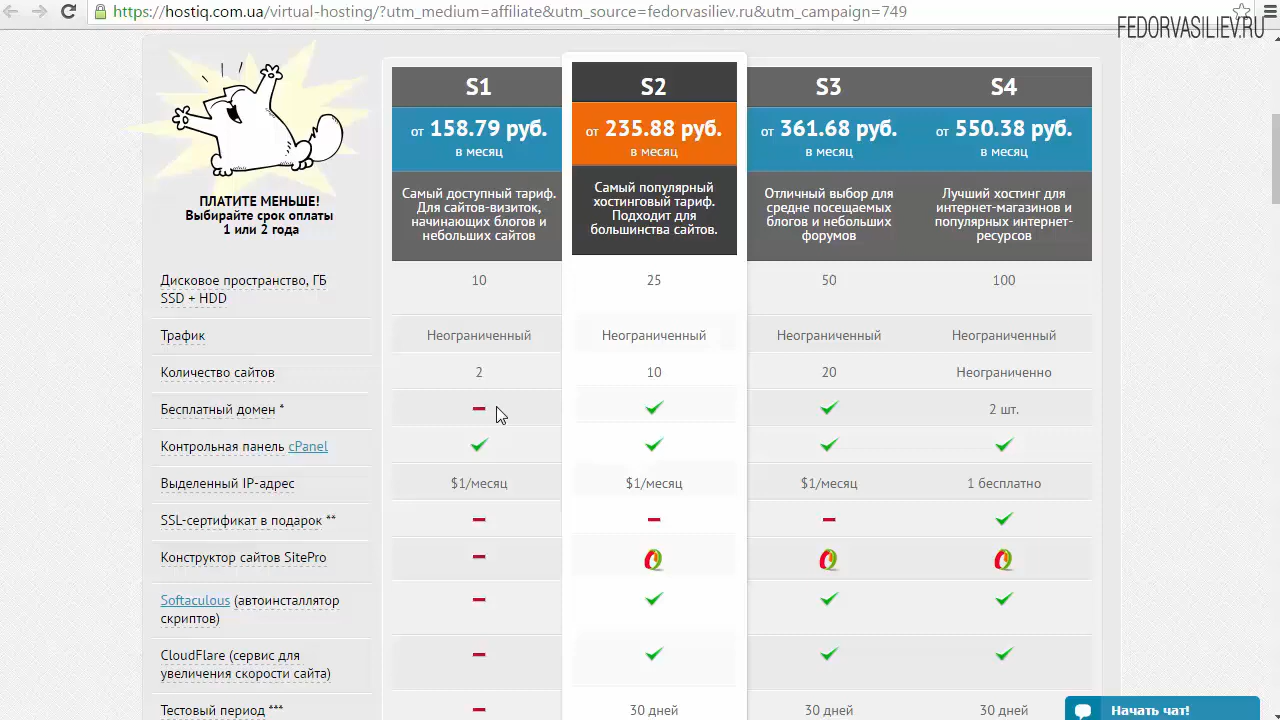 https://hostiq.com.ua/virtual-hosting/?utm_medium=affiliate&utm_source=fedorvasiliev.ru&utm_campaign=749
FEDORVASILIEV.RU
ПЛАТИТЕ МЕНЬШЕ!
Выбирайте срок оплаты
1 или 2 года
S1
от 158.79 руб.
в месяц
Самый доступный тариф.
Для сайтов-визиток,
начинающих блогов и
небольших сайтов
S2
от 235.88 руб.
в месяц
Самый популярный
хостинговый тариф.
Подходит для
большинства сайтов.
S3
от 361.68 руб.
в месяц
Отличный выбор для
средне посещаемых
блогов и небольших
форумов
S4
от 550.38 руб.
в месяц
Лучший хостинг для
интернет-магазинов и
популярных интернет-
ресурсов
Дисковое пространство, ГБ
SSD + HDD
10 25 50 100
Трафик Неограниченный Неограниченный Неограниченный Неограниченный
Количество сайтов 2 10 20 Неограниченно
Бесплатный домен * 2 шт.
Контрольная панель cPanel
Выделенный IP-адрес $1/месяц $1/месяц $1/месяц 1 бесплатно
SSL-сертификат в подарок **
Конструктор сайтов SitePro
Softaculous (автоинсталлятор
скриптов)
CloudFlare (сервис для
увеличения скорости сайта)
Тестовый период *** 30 дней 30 дней 30 дней
Начать чат!